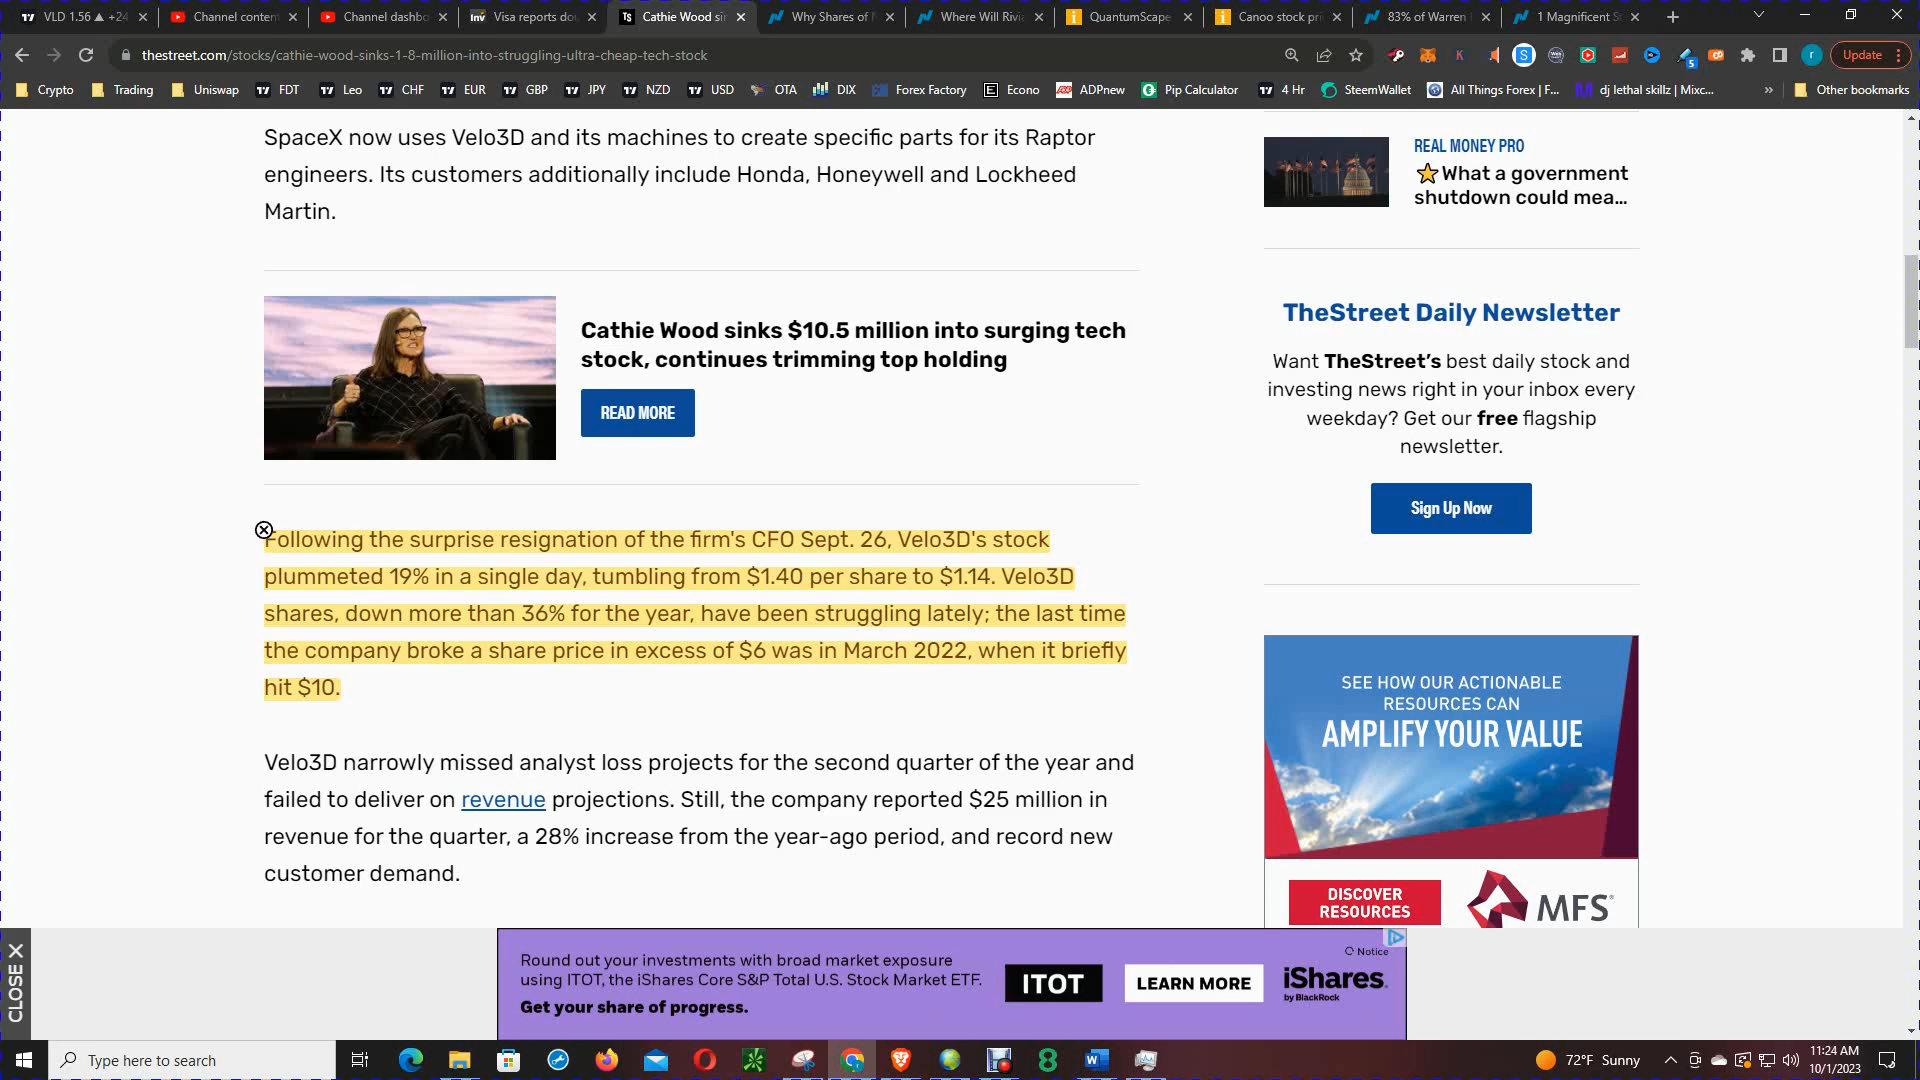 VLD 1.56 ▲ +24
Channel content
Channel dashbo
Visa reports dou
Cathie Wood sin
Why Shares of
Where Will Rivia
QuantumScape
Canoo stock pri
83% of Warren
1 Magnificent S
thestreet.com/stocks/cathie-wood-sinks-1-8-million-into-struggling-ultra-cheap-tech-stock
Update
Crypto
Trading
Uniswap
FDT
Leo
CHF
EUR
GBP
JPY
NZD
USD
OTA
DIX
Forex Factory
Econo
ADPnew
Pip Calculator
4 Hr
SteemWallet
All Things Forex | F...
dj lethal skillz | Mixc...
»
Other bookmarks
SpaceX now uses Velo3D and its machines to create specific parts for its Raptor
engineers. Its customers additionally include Honda, Honeywell and Lockheed
Martin.
Cathie Wood sinks $10.5 million into surging tech
stock, continues trimming top holding
READ MORE
Following the surprise resignation of the firm's CFO Sept. 26, Velo3D's stock
plummeted 19% in a single day, tumbling from $1.40 per share to $1.14. Velo3D
shares, down more than 36% for the year, have been struggling lately; the last time
the company broke a share price in excess of $6 was in March 2022, when it briefly
hit $10.
Velo3D narrowly missed analyst loss projects for the second quarter of the year and
failed to deliver on revenue projections. Still, the company reported $25 million in
revenue for the quarter, a 28% increase from the year-ago period, and record new
customer demand.
REAL MONEY PRO
What a government
shutdown could mea...
TheStreet Daily Newsletter
Want TheStreet’s best daily stock and
investing news right in your inbox every
weekday? Get our free flagship
newsletter.
Sign Up Now
SEE HOW OUR ACTIONABLE
RESOURCES CAN
AMPLIFY YOUR VALUE
DISCOVER
RESOURCES
MFS®
CLOSE X
Round out your investments with broad market exposure
using ITOT, the iShares Core S&P Total U.S. Stock Market ETF.
Get your share of progress.
ITOT
LEARN MORE
Notice
iShares.
by BlackRock
Type here to search
72°F Sunny
11:24 AM
10/1/2023